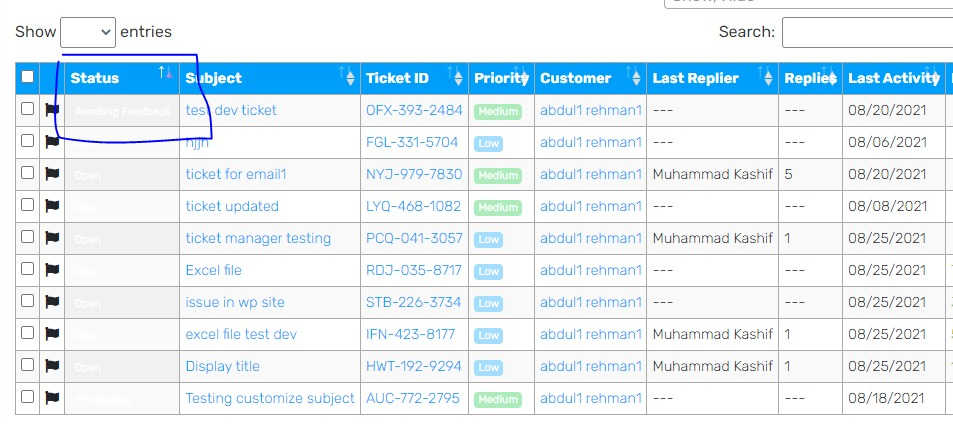 Show entries Search:
Status Subject Ticket ID Priority Customer Last Replier Replies Last Activity
Awaiting Feedback test dev ticket OFX-393-2484 Medium abdul1 rehman1 --- --- 08/20/2021
hjjh FGL-331-5704 Low abdul1 rehman1 --- --- 08/06/2021
Open ticket for email1 NYJ-979-7830 Medium abdul1 rehman1 Muhammad Kashif 5 08/20/2021
Open ticket updated LYQ-468-1082 Medium abdul1 rehman1 --- --- 08/08/2021
Open ticket manager testing PCQ-041-3057 Low abdul1 rehman1 Muhammad Kashif 1 08/25/2021
Open Excel file RDJ-035-8717 Low abdul1 rehman1 --- --- 08/25/2021
Open issue in wp site STB-226-3734 Low abdul1 rehman1 --- --- 08/25/2021
Open excel file test dev IFN-423-8177 Low abdul1 rehman1 Muhammad Kashif 1 08/25/2021
Open Display title HWT-192-9294 Low abdul1 rehman1 Muhammad Kashif 1 08/25/2021
Testing customize subject AUC-772-2795 Medium abdul1 rehman1 --- --- 08/18/2021